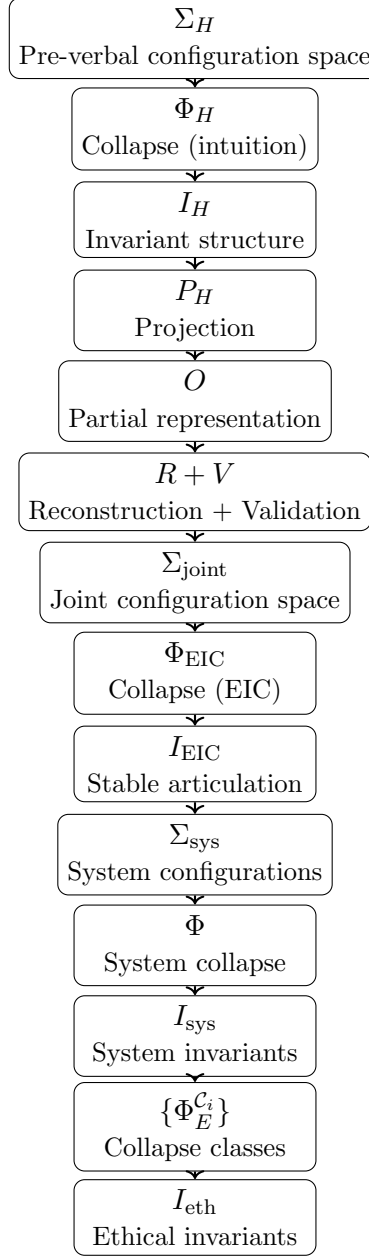 Σ_H
Pre-verbal configuration space
Φ_H
Collapse (intuition)
I_H
Invariant structure
P_H
Projection
O
Partial representation
R + V
Reconstruction + Validation
Σ_joint
Joint configuration space
Φ_EIC
Collapse (EIC)
I_EIC
Stable articulation
Σ_sys
System configurations
Φ
System collapse
I_sys
System invariants
{Φ_E^{C_i}}
Collapse classes
I_eth
Ethical invariants